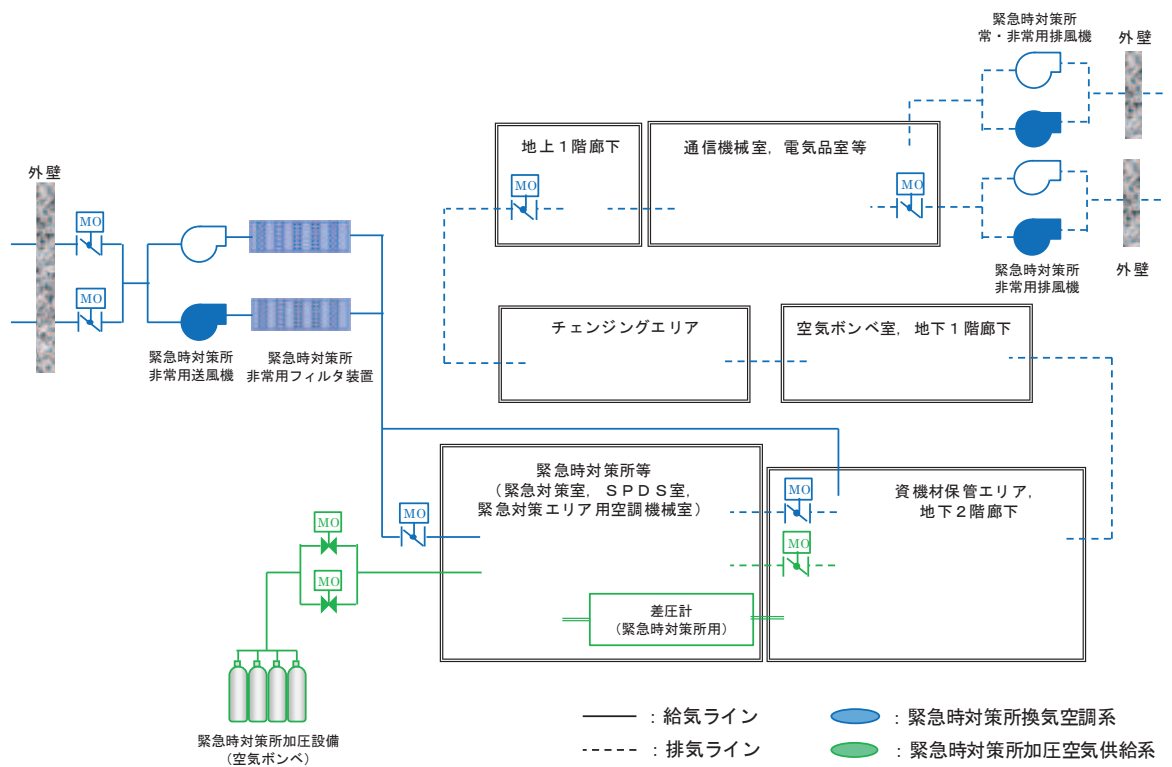 緊急時対策所
常・非常用排風機
外壁
地上1階廊下
通信機械室，電気品室等
MO
MO
外壁
MO
MO
緊急時対策所
非常用排風機
外壁
チェンジングエリア
空気ボンベ室，地下1階廊下
緊急時対策所
非常用送風機
緊急時対策所
非常用フィルタ装置
緊急時対策所等
（緊急対策室，ＳＰＤＳ室，
緊急対策エリア用空調機械室）
MO
MO
資機材保管エリア，
地下2階廊下
MO
MO
MO
差圧計
（緊急時対策所用）
緊急時対策所加圧設備
（空気ボンベ）
：給気ライン
：緊急時対策所換気空調系
：排気ライン
：緊急時対策所加圧空気供給系